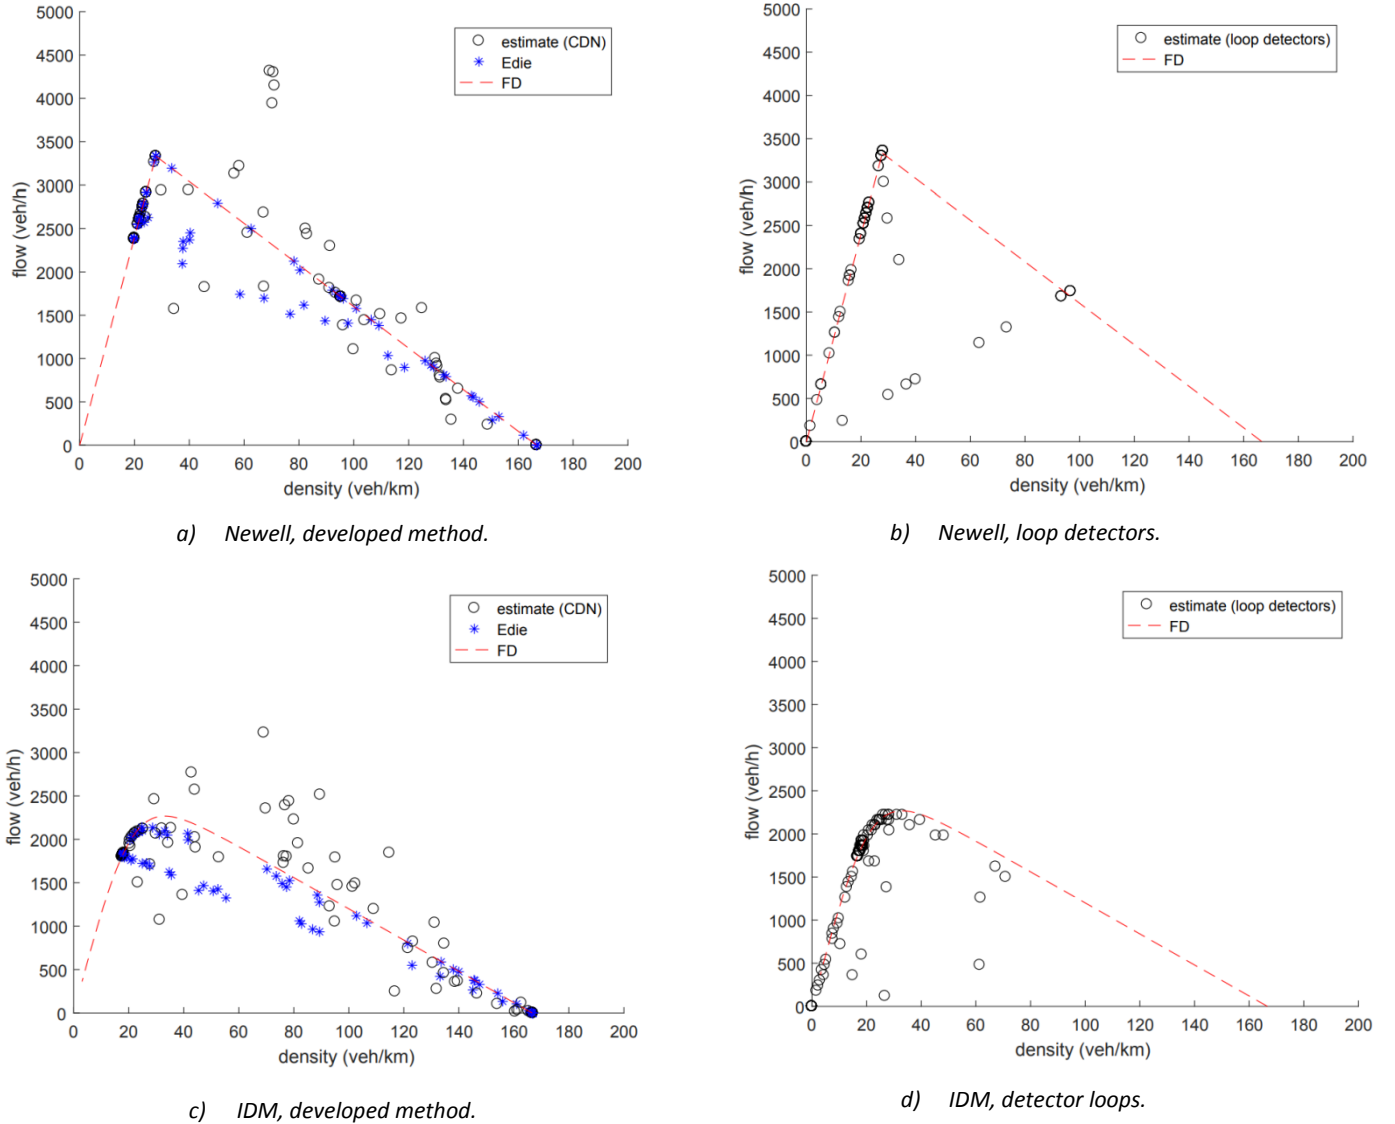 5000
4500
4000
3500
3000
2500
2000
1500
1000
500
0
flow (veh/h)
0 20 40 60 80 100 120 140 160 180 200
density (veh/km)
estimate (CDN)
Edie
FD
a) Newell, developed method.
5000
4500
4000
3500
3000
2500
2000
1500
1000
500
0
flow (veh/h)
0 20 40 60 80 100 120 140 160 180 200
density (veh/km)
estimate (loop detectors)
FD
b) Newell, loop detectors.
5000
4500
4000
3500
3000
2500
2000
1500
1000
500
0
flow (veh/h)
0 20 40 60 80 100 120 140 160 180 200
density (veh/km)
estimate (CDN)
Edie
FD
c) IDM, developed method.
5000
4500
4000
3500
3000
2500
2000
1500
1000
500
0
flow (veh/h)
0 20 40 60 80 100 120 140 160 180 200
density (veh/km)
estimate (loop detectors)
FD
d) IDM, detector loops.